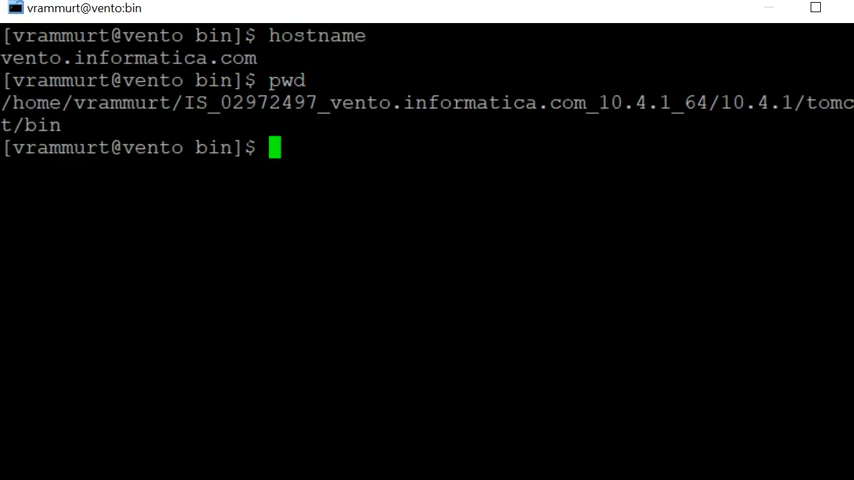 vrammurt@vento:bin
[vrammurt@vento bin]$ hostname
vento.informatica.com
[vrammurt@vento bin]$ pwd
/home/vrammurt/IS_02972497_vento.informatica.com_10.4.1_64/10.4.1/tomc
t/bin
[vrammurt@vento bin]$